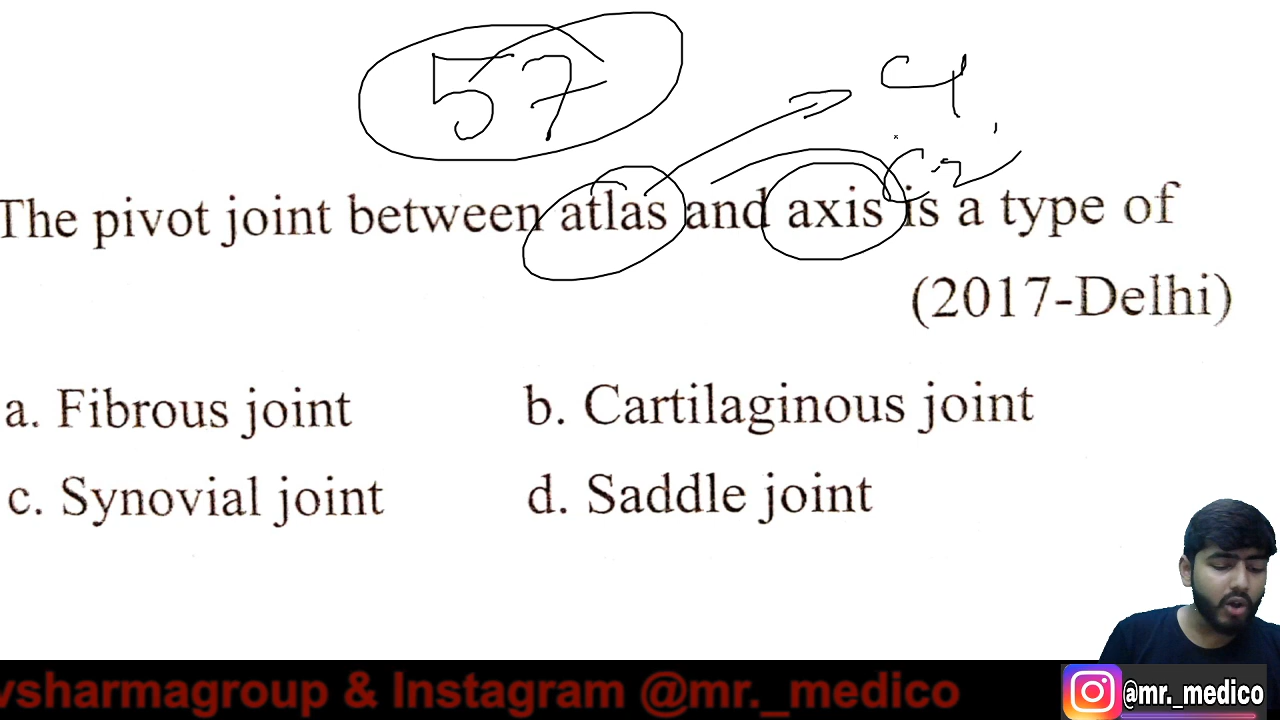 57
C1
C2
The pivot joint between atlas and axis is a type of
(2017-Delhi)
a. Fibrous joint b. Cartilaginous joint
c. Synovial joint d. Saddle joint
vsharmagroup & Instagram @mr._medico
@mr._medico